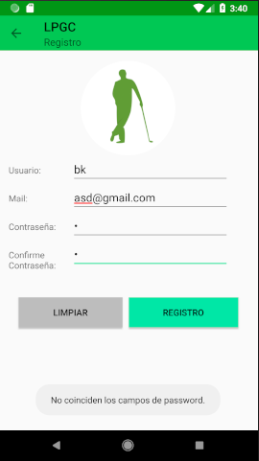 3:40
LPGC
Registro
Usuario: bk
Mail: asd@gmail.com
Contraseña: •
Confirme
Contraseña: •
LIMPIAR REGISTRO
No coinciden los campos de password.